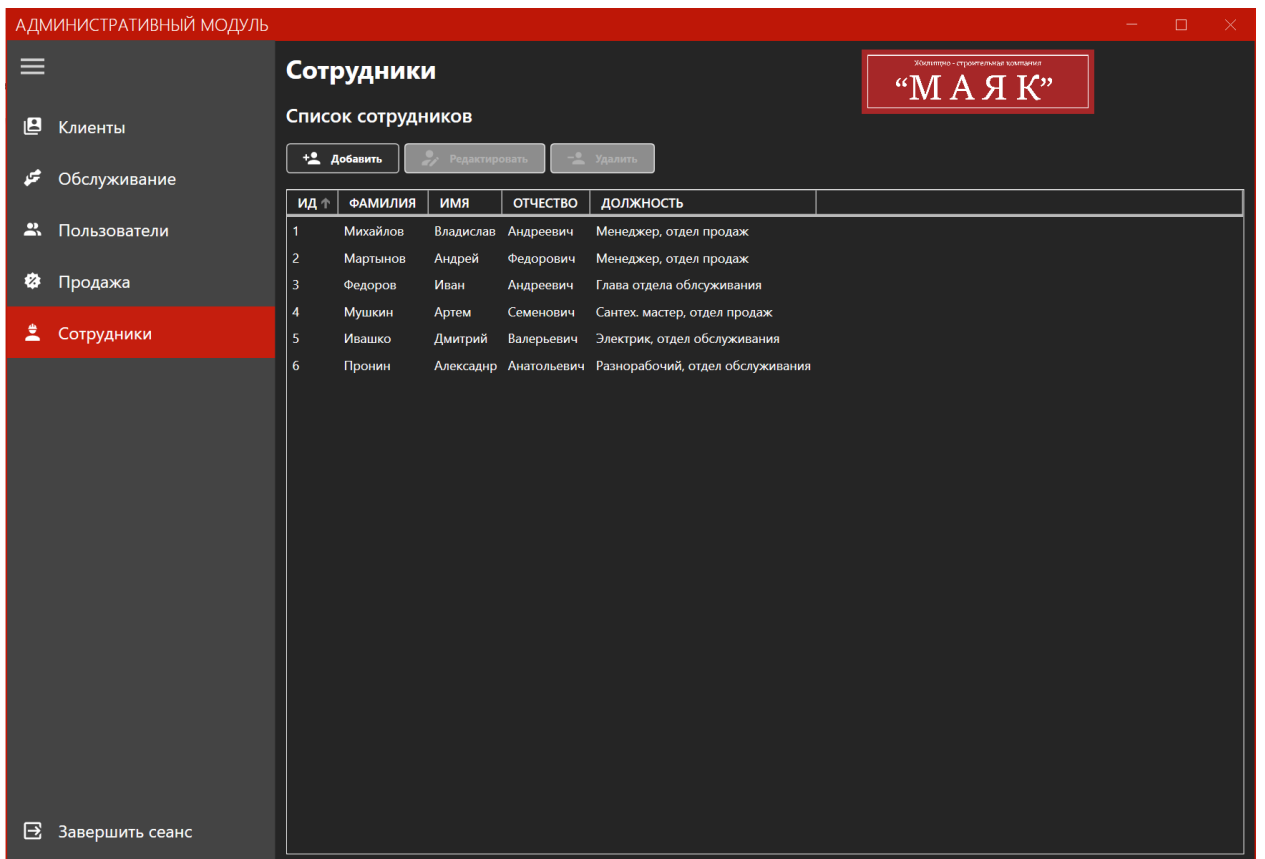 АДМИНИСТРАТИВНЫЙ МОДУЛЬ
Клиенты
Обслуживание
Пользователи
Продажа
Сотрудники
Завершить сеанс
Сотрудники
Жилищно - строительная компания
“М А Я К”
Список сотрудников
Добавить Редактировать Удалить
ИД ФАМИЛИЯ ИМЯ ОТЧЕСТВО ДОЛЖНОСТЬ
1 Михайлов Владислав Андреевич Менеджер, отдел продаж
2 Мартынов Андрей Федорович Менеджер, отдел продаж
3 Федоров Иван Андреевич Глава отдела облсуживания
4 Мушкин Артем Семенович Сантех. мастер, отдел продаж
5 Ивашко Дмитрий Валерьевич Электрик, отдел обслуживания
6 Пронин Алексаднр Анатольевич Разнорабочий, отдел обслуживания